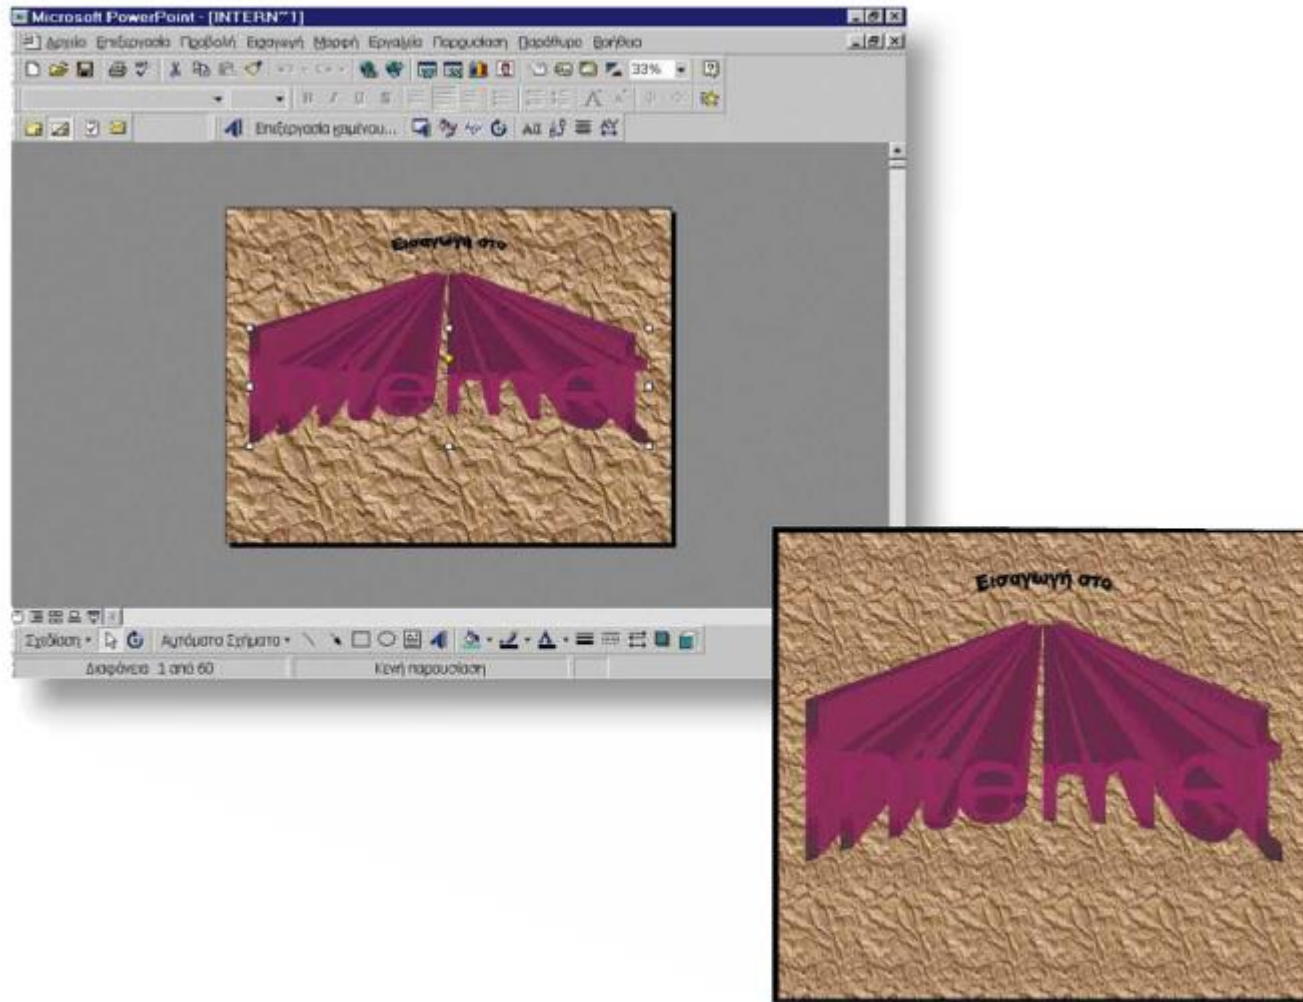 Microsoft PowerPoint - [INTERN~1]
Αρχείο Επεξεργασία Προβολή Εισαγωγή Μορφή Εργαλεία Παρουσίαση Παράθυρο Βοήθεια
33%
B I U S
Επεξεργασία κειμένου...
Εισαγωγή στο
Internet
Σχεδίαση Αυτόματα Σχήματα
Διαφάνεια 1 από 60 Κενή παρουσίαση
Εισαγωγή στο
Internet